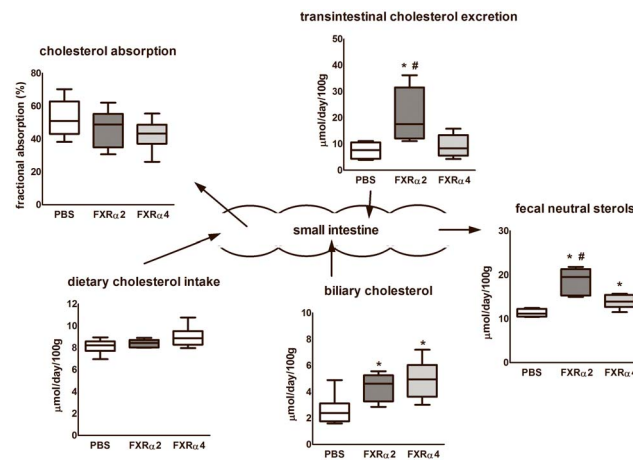 transintestinal cholesterol excretion
50
40
30
20
10
0
μmol/day/100g
* #
PBS FXRα2 FXRα4
cholesterol absorption
80
60
40
20
0
fractional absorption (%)
PBS FXRα2 FXRα4
small intestine
fecal neutral sterols
30
20
10
0
μmol/day/100g
* #
*
PBS FXRα2 FXRα4
dietary cholesterol intake
12
10
8
6
4
2
0
μmol/day/100g
PBS FXRα2 FXRα4
biliary cholesterol
10
8
6
4
2
0
μmol/day/100g
*
*
PBS FXRα2 FXRα4